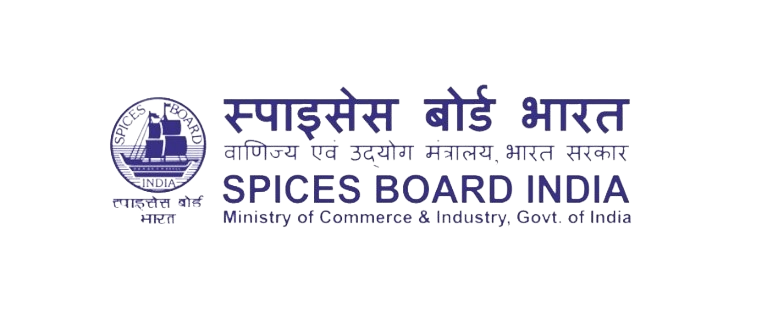 SPICES BOARD
INDIA
स्पाइसेस बोर्ड
भारत
स्पाइसेस बोर्ड भारत
वाणिज्य एवं उद्योग मंत्रालय, भारत सरकार
SPICES BOARD INDIA
Ministry of Commerce & Industry, Govt. of India